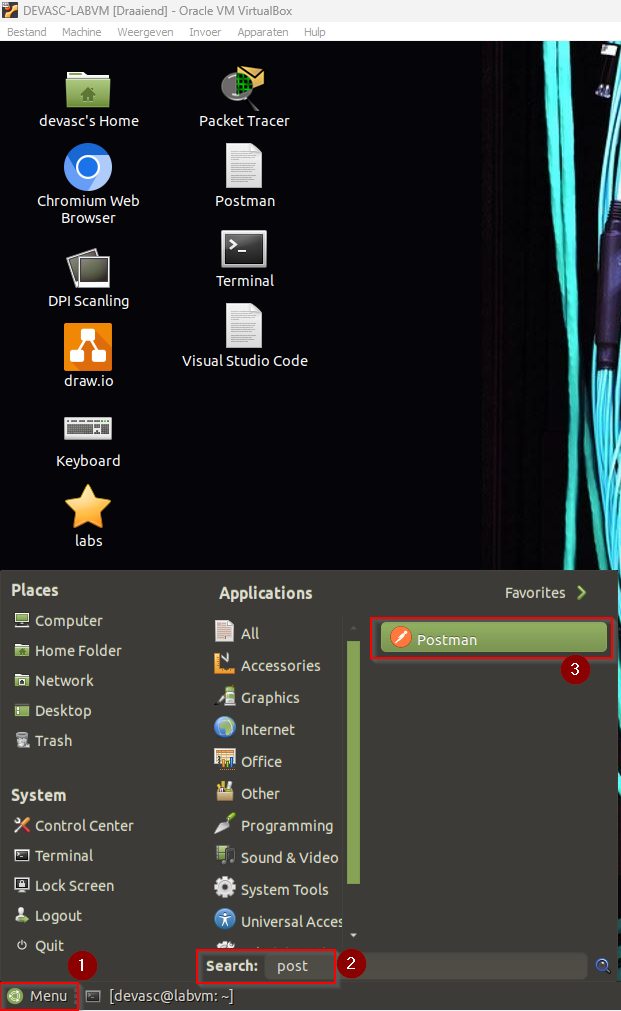 DEVASC-LABVM [Draaiend] - Oracle VM VirtualBox
Bestand Machine Weergeven Invoer Apparaten Hulp
devasc's Home
Packet Tracer
Chromium Web
Browser
Postman
DPI Scanling
Terminal
draw.io
Visual Studio Code
Keyboard
labs
Places
Computer
Home Folder
Network
Desktop
Trash
System
Control Center
Terminal
Lock Screen
Logout
Quit
Applications
All
Accessories
Graphics
Internet
Office
Other
Programming
Sound & Video
System Tools
Universal Acces
Favorites
Postman
3
Search: post
2
1
Menu
[devasc@labvm: ~]